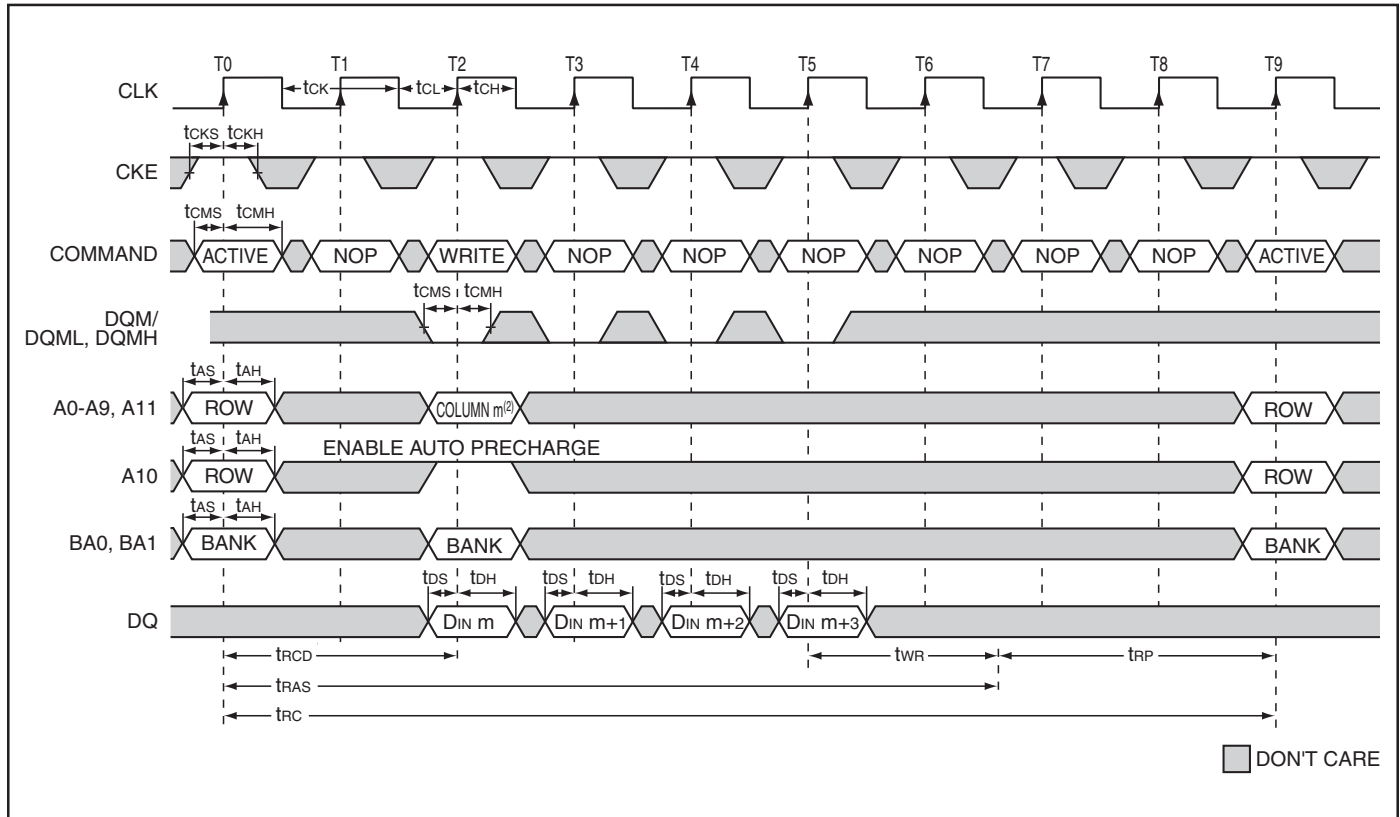 T0 T1 T2 T3 T4 T5 T6 T7 T8 T9
CLK tCK tCL tCH
tCKS tCKH
CKE
tCMS tCMH
COMMAND ACTIVE NOP WRITE NOP NOP NOP NOP NOP NOP ACTIVE
tCMS tCMH
DQM/
DQML, DQMH
tAS tAH
A0-A9, A11 ROW COLUMN m(2) ROW
tAS tAH ENABLE AUTO PRECHARGE
A10 ROW ROW
tAS tAH
BA0, BA1 BANK BANK BANK
tDS tDH tDS tDH tDS tDH tDS tDH
DQ DIN m DIN m+1 DIN m+2 DIN m+3
tRCD tWR tRP
tRAS
tRC
DON'T CARE